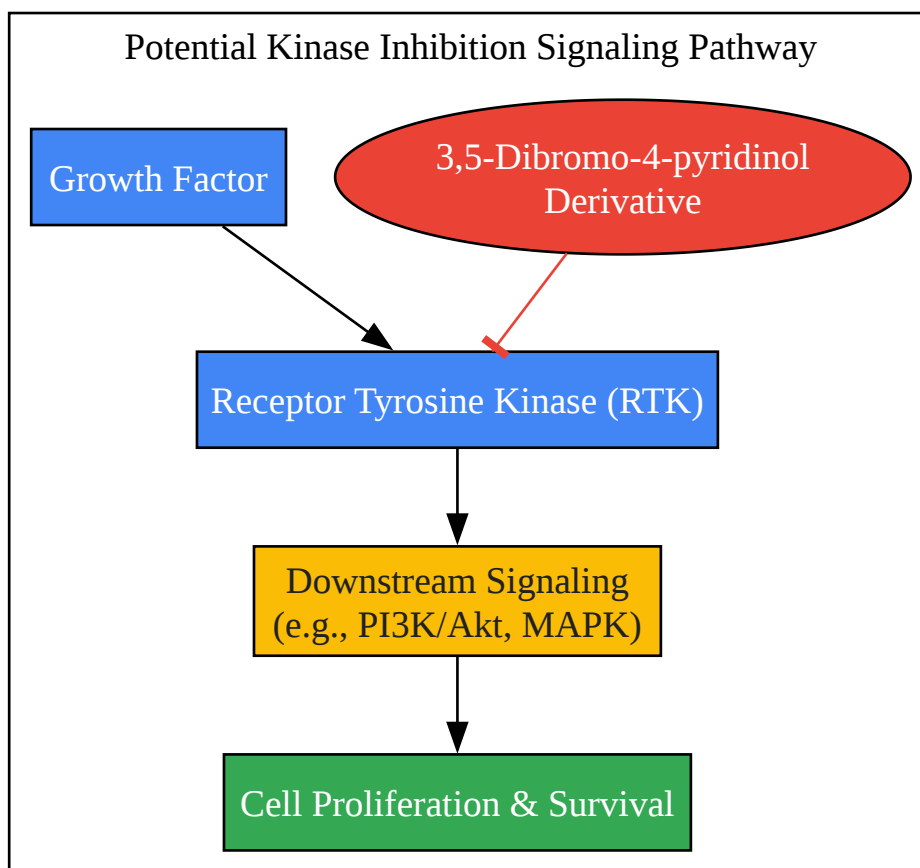 Potential Kinase Inhibition Signaling Pathway
Growth Factor
3,5-Dibromo-4-pyridinol
Derivative
Receptor Tyrosine Kinase (RTK)
Downstream Signaling
(e.g., PI3K/Akt, MAPK)
Cell Proliferation & Survival